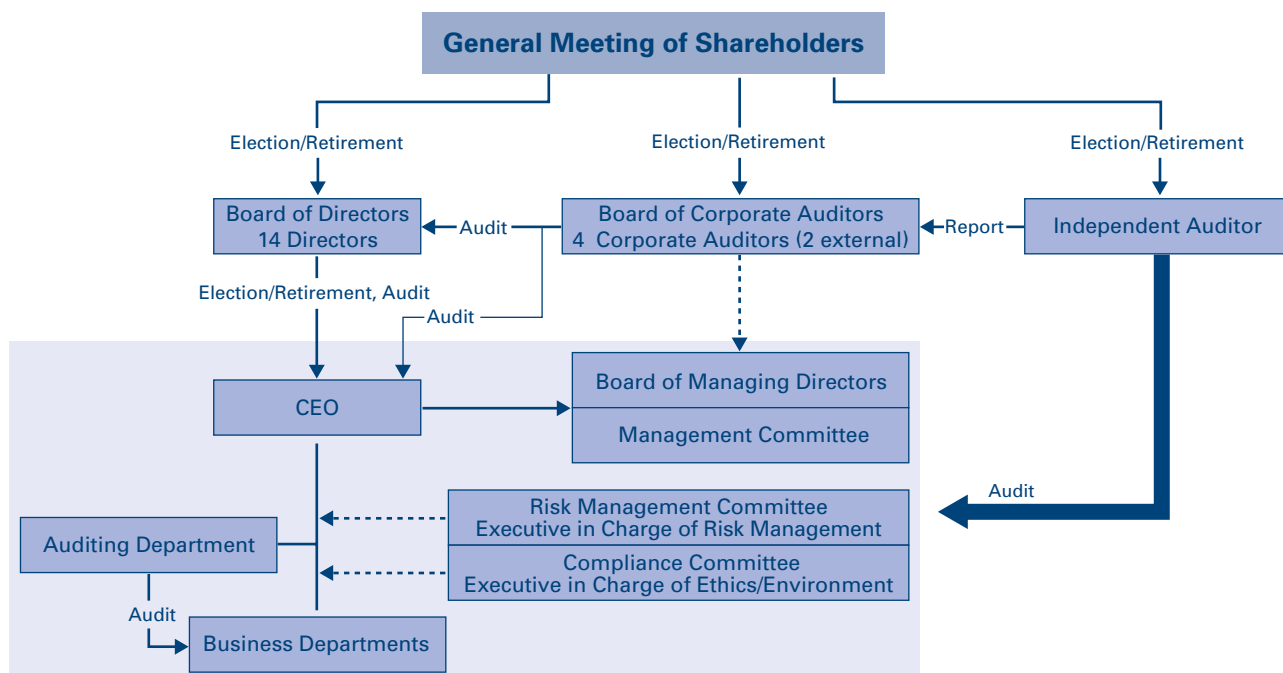 General Meeting of Shareholders
Election/Retirement
Election/Retirement
Election/Retirement
Board of Directors
14 Directors
Audit
Board of Corporate Auditors
4 Corporate Auditors (2 external)
Report
Independent Auditor
Election/Retirement, Audit
Audit
CEO
Board of Managing Directors
Management Committee
Audit
Risk Management Committee
Executive in Charge of Risk Management
Auditing Department
Compliance Committee
Executive in Charge of Ethics/Environment
Audit
Business Departments